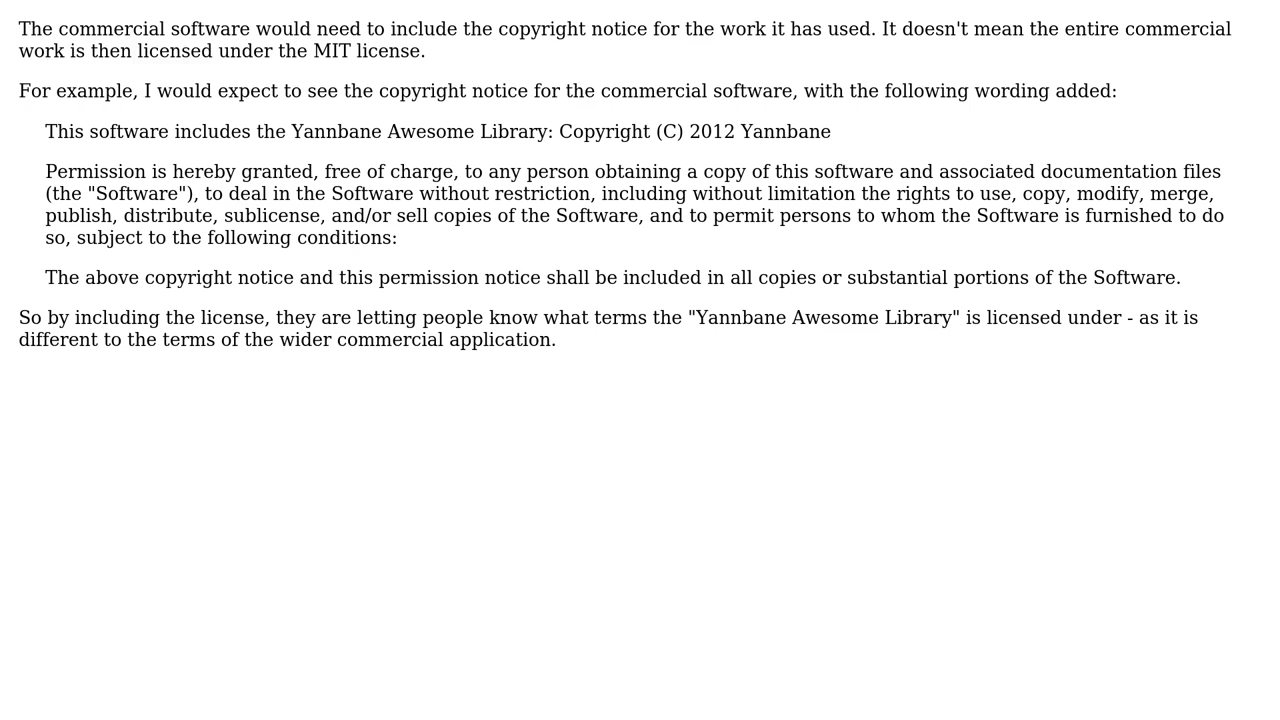 The commercial software would need to include the copyright notice for the work it has used. It doesn't mean the entire commercial
work is then licensed under the MIT license.
For example, I would expect to see the copyright notice for the commercial software, with the following wording added:
This software includes the Yannbane Awesome Library: Copyright (C) 2012 Yannbane
Permission is hereby granted, free of charge, to any person obtaining a copy of this software and associated documentation files
(the "Software"), to deal in the Software without restriction, including without limitation the rights to use, copy, modify, merge,
publish, distribute, sublicense, and/or sell copies of the Software, and to permit persons to whom the Software is furnished to do
so, subject to the following conditions:
The above copyright notice and this permission notice shall be included in all copies or substantial portions of the Software.
So by including the license, they are letting people know what terms the "Yannbane Awesome Library" is licensed under - as it is
different to the terms of the wider commercial application.